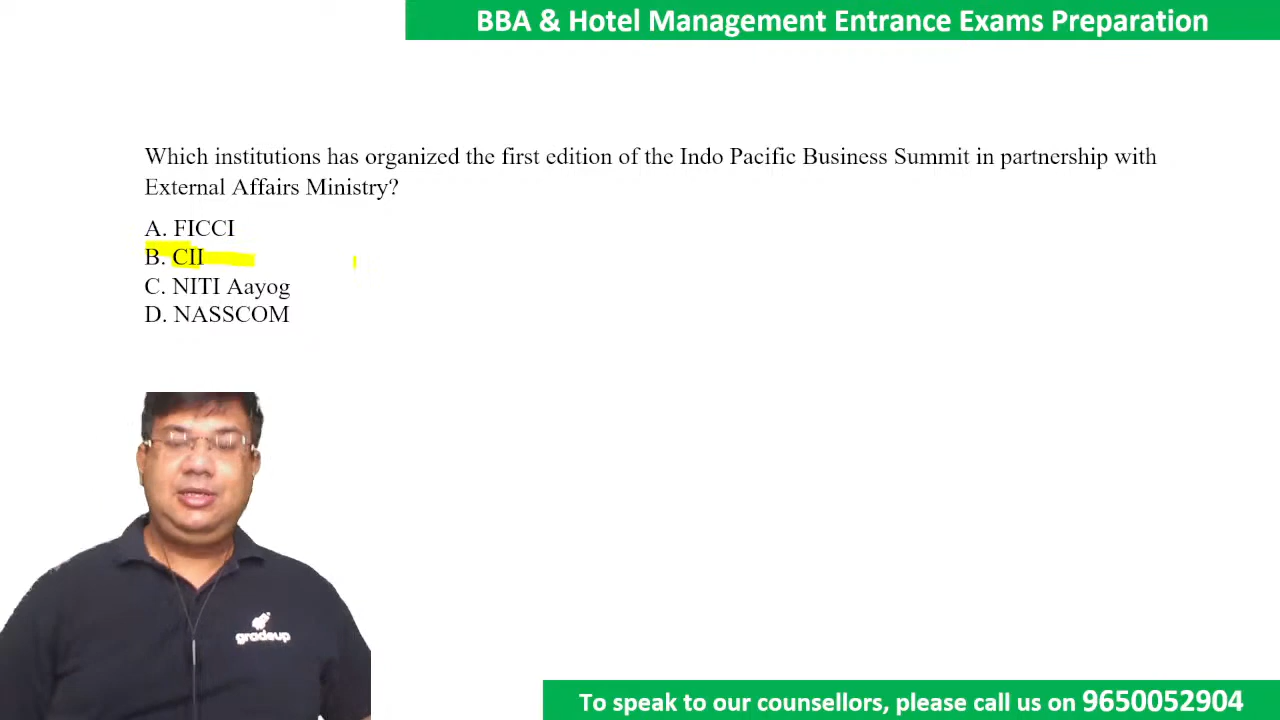 BBA & Hotel Management Entrance Exams Preparation
Which institutions has organized the first edition of the Indo Pacific Business Summit in partnership with
External Affairs Ministry?
A. FICCI
B. CII
C. NITI Aayog
D. NASSCOM
gradeup
To speak to our counsellors, please call us on 9650052904